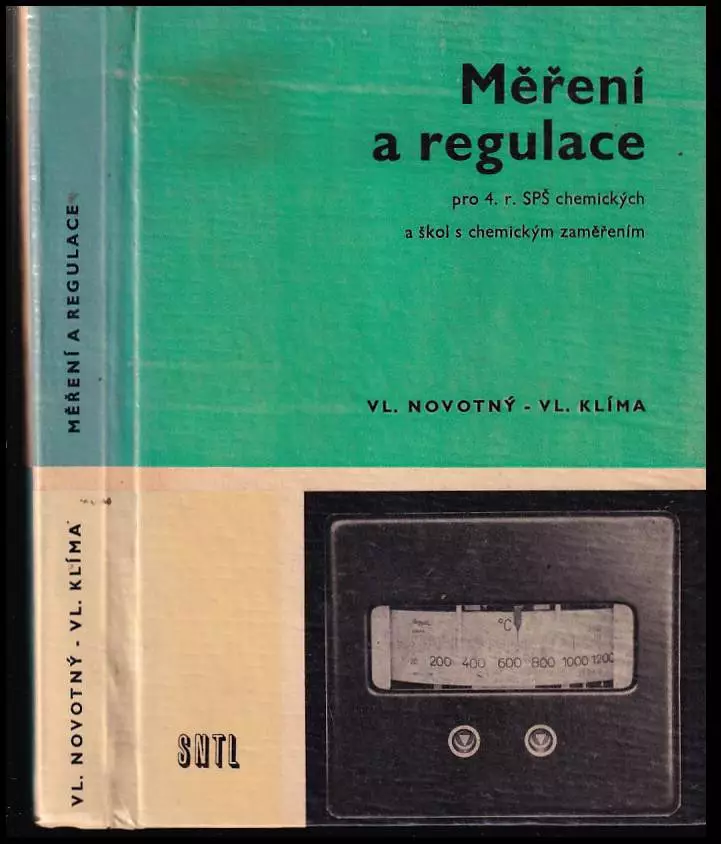 Měření
a regulace
pro 4. r. SPŠ chemických
a škol s chemickým zaměřením
VL. NOVOTNÝ - VL. KLÍMA
MĚŘENÍ A REGULACE
VL. NOVOTNÝ - VL. KLÍMA
SNTL
°C
200 400 600 800 1000 1200